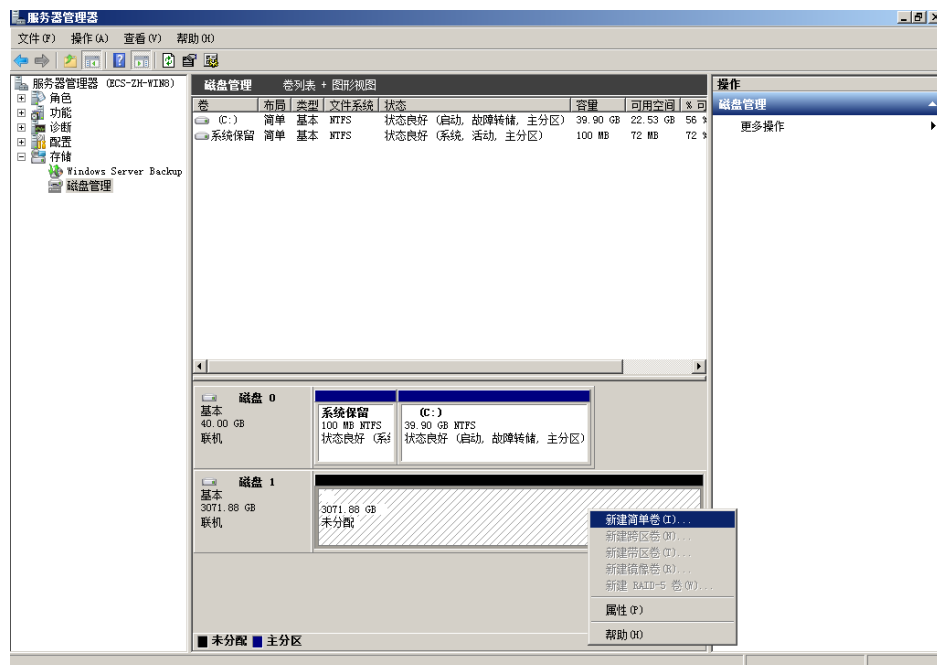 服务器管理器
文件(F) 操作(A) 查看(V) 帮助(H)
服务器管理器 (ECS-ZH-WIN8)
角色
功能
诊断
配置
存储
Windows Server Backup
磁盘管理
磁盘管理 卷列表 + 图形视图
卷 布局 类型 文件系统 状态 容量 可用空间 % 可
(C:) 简单 基本 NTFS 状态良好 (启动, 故障转储, 主分区) 39.90 GB 22.53 GB 56 %
系统保留 简单 基本 NTFS 状态良好 (系统, 活动, 主分区) 100 MB 72 MB 72 %
磁盘 0
基本
40.00 GB
联机
系统保留
100 MB NTFS
状态良好 (系
(C:)
39.90 GB NTFS
状态良好 (启动, 故障转储, 主分区)
磁盘 1
基本
3071.88 GB
联机
3071.88 GB
未分配
新建简单卷(I)...
新建跨区卷(N)...
新建带区卷(T)...
新建镜像卷(R)...
新建 RAID-5 卷(W)...
属性(P)
帮助(H)
未分配 主分区
操作
磁盘管理
更多操作